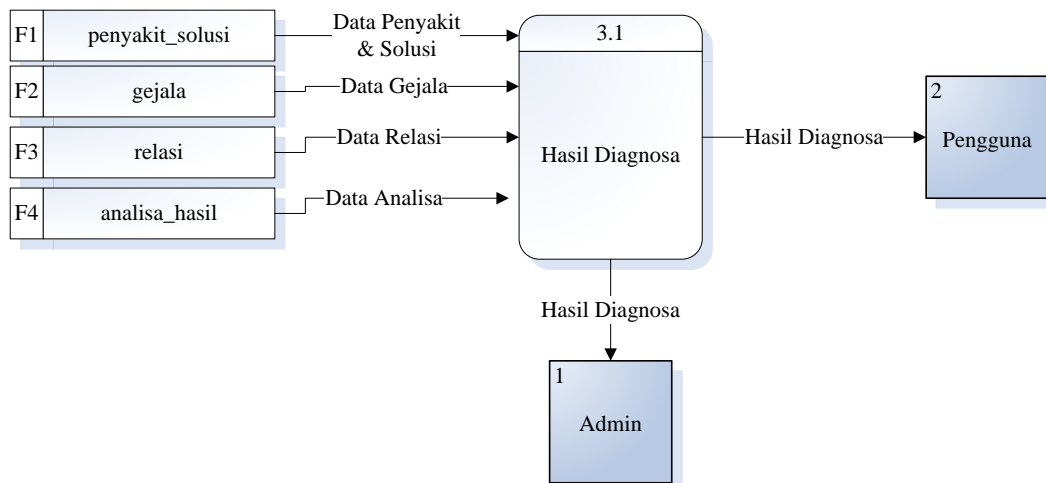 F1 penyakit_solusi
Data Penyakit
& Solusi
3.1
F2 gejala
Data Gejala
F3 relasi
Data Relasi
Hasil Diagnosa
F4 analisa_hasil
Data Analisa
Hasil Diagnosa
2
Pengguna
Hasil Diagnosa
1
Admin